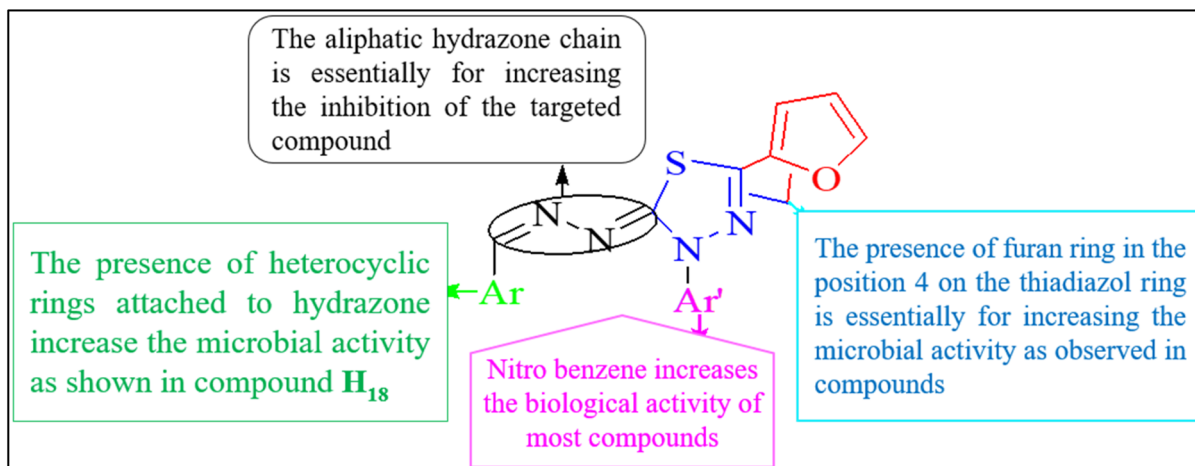 The aliphatic hydrazone chain
is essentially for increasing
the inhibition of the targeted
compound
S
O
N
N
N
N
Ar
Ar'
The presence of heterocyclic
rings attached to hydrazone
increase the microbial activity
as shown in compound H18
Nitro benzene increases
the biological activity of
most compounds
The presence of furan ring in the
position 4 on the thiadiazol ring
is essentially for increasing the
microbial activity as observed in
compounds